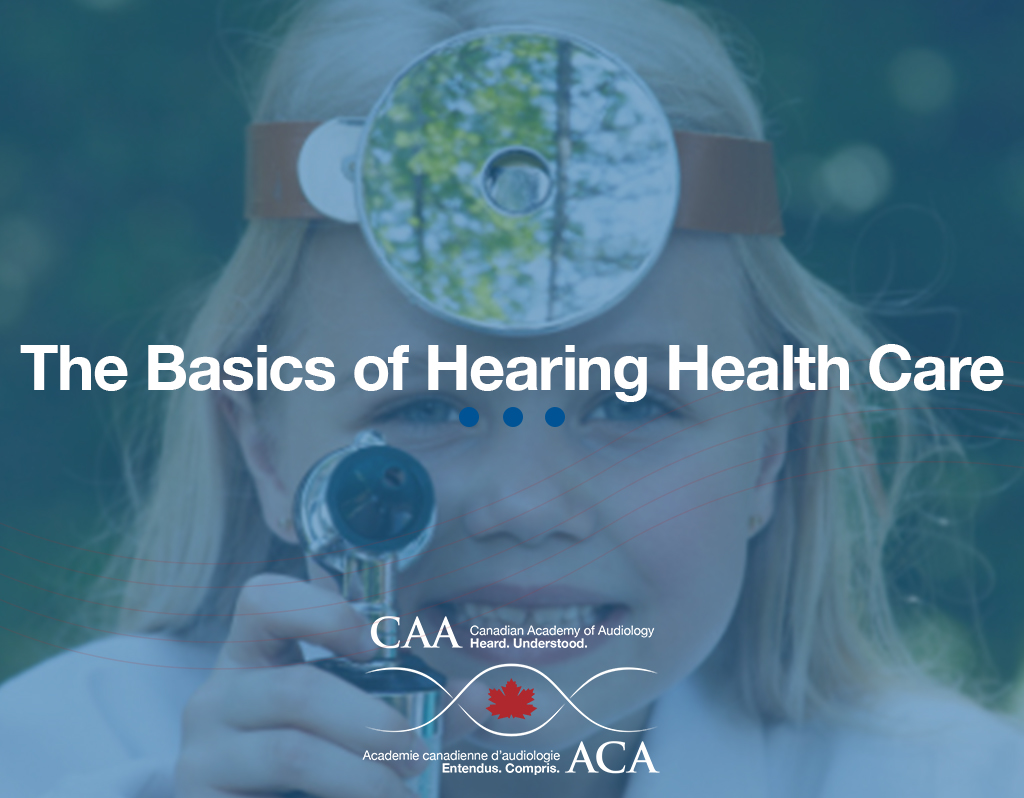 The Basics of Hearing Health Care
CAA
Canadian Academy of Audiology
Heard. Understood.
Academie canadienne d'audiologie
Entendus. Compris.
ACA